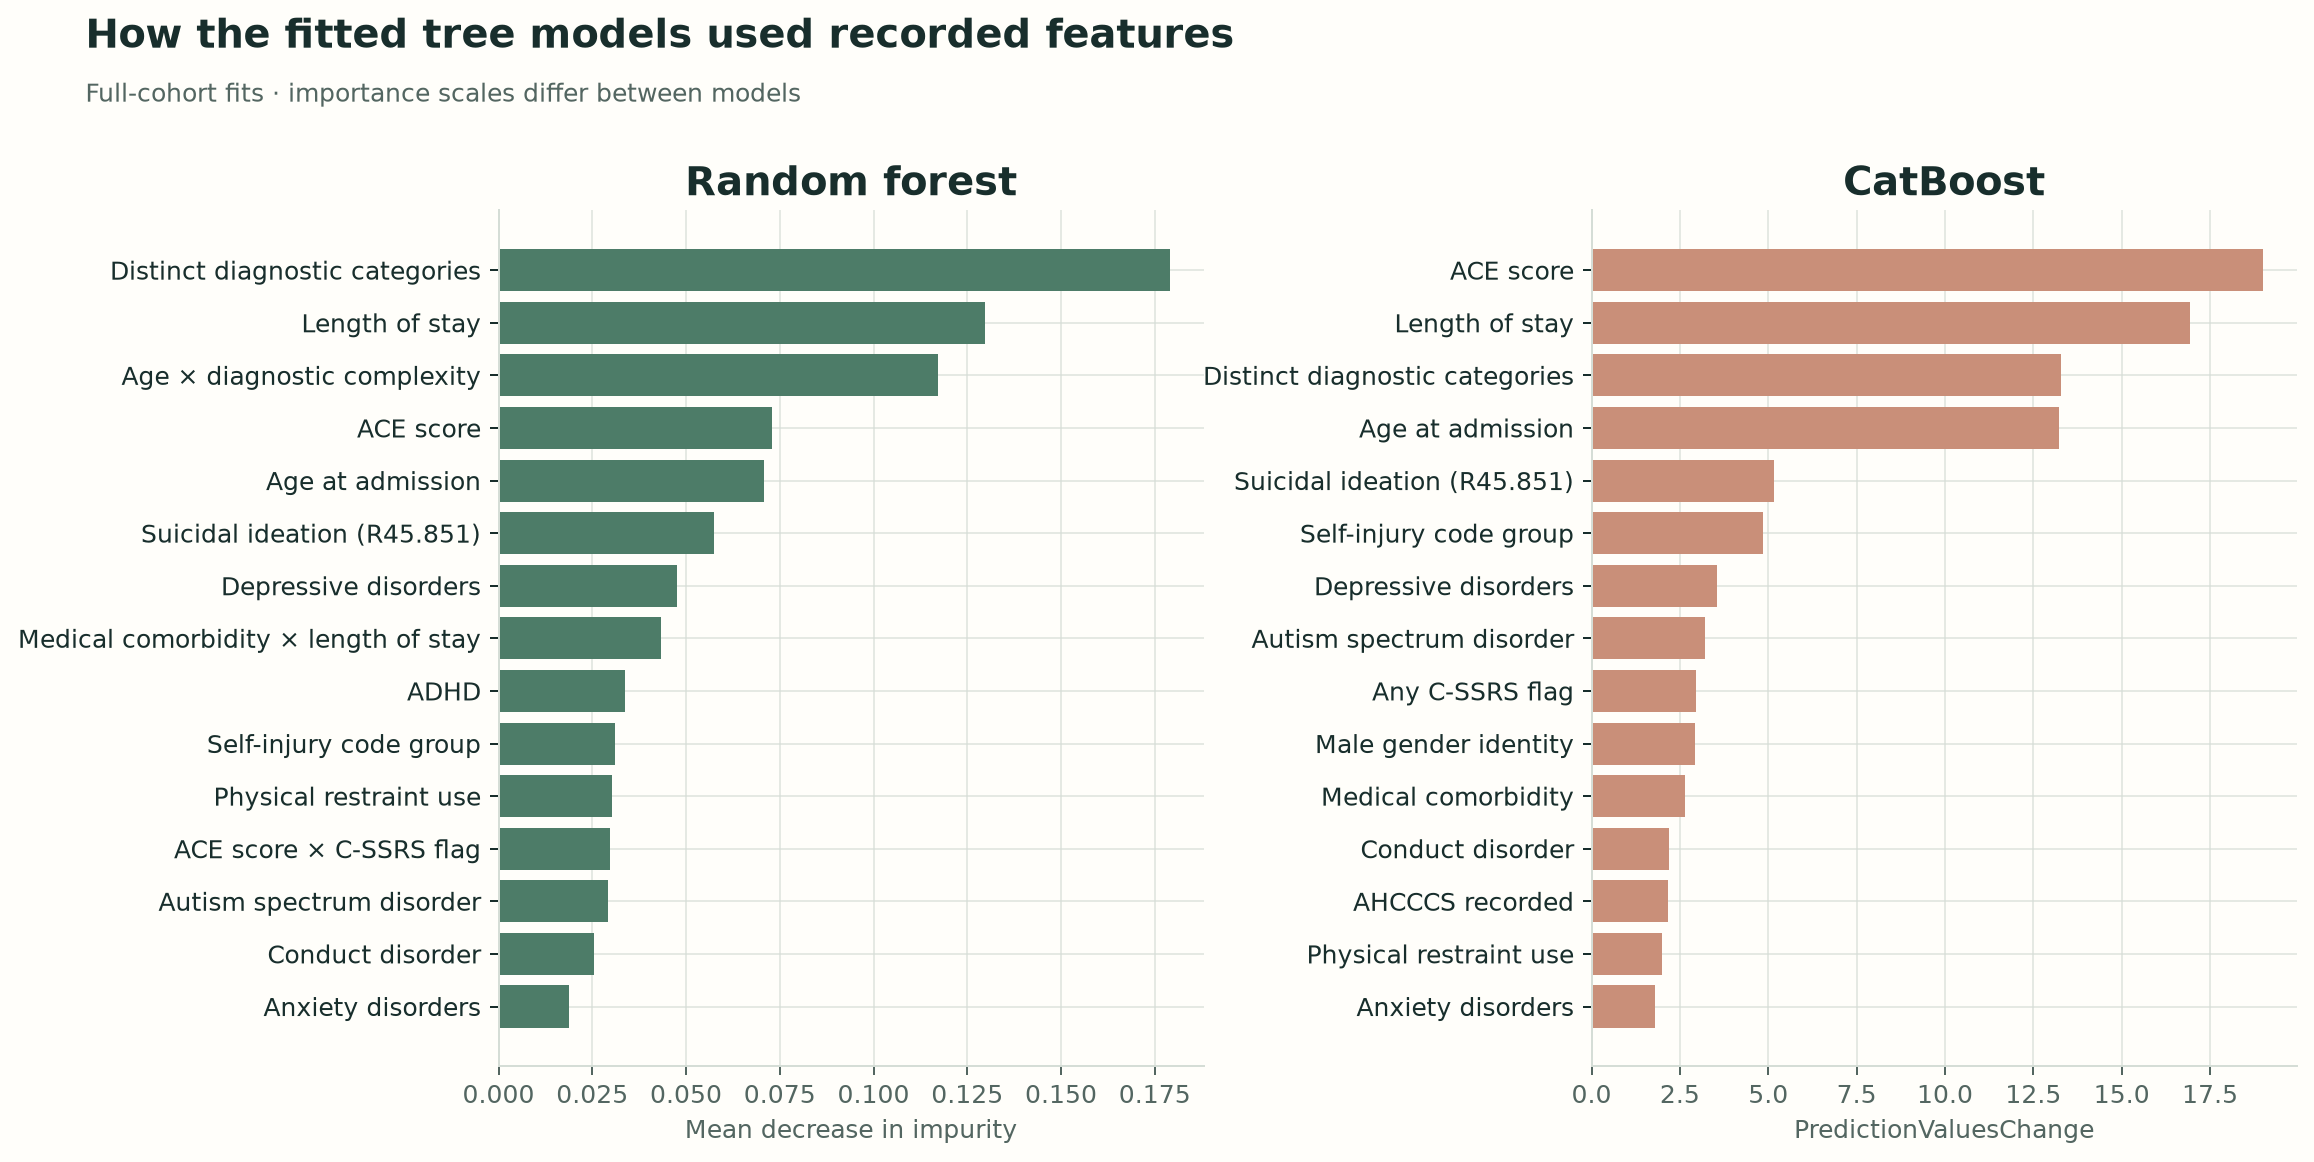 How the fitted tree models used recorded features
Full-cohort fits · importance scales differ between models
Random forest
Distinct diagnostic categories
Length of stay
Age × diagnostic complexity
ACE score
Age at admission
Suicidal ideation (R45.851)
Depressive disorders
Medical comorbidity × length of stay
ADHD
Self-injury code group
Physical restraint use
ACE score × C-SSRS flag
Autism spectrum disorder
Conduct disorder
Anxiety disorders
0.000 0.025 0.050 0.075 0.100 0.125 0.150 0.175
Mean decrease in impurity
CatBoost
ACE score
Length of stay
Distinct diagnostic categories
Age at admission
Suicidal ideation (R45.851)
Self-injury code group
Depressive disorders
Autism spectrum disorder
Any C-SSRS flag
Male gender identity
Medical comorbidity
Conduct disorder
AHCCCS recorded
Physical restraint use
Anxiety disorders
0.0 2.5 5.0 7.5 10.0 12.5 15.0 17.5
PredictionValuesChange